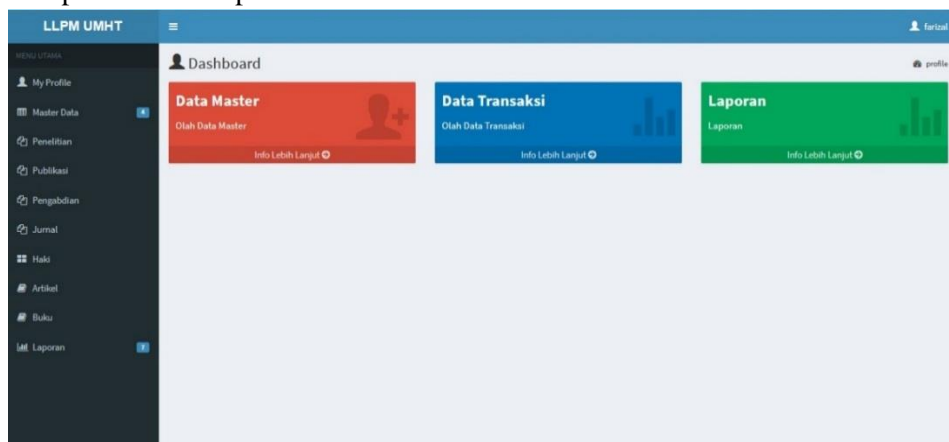 LLPM UMHT
farizal
MENU UTAMA
My Profile
Master Data 4
Penelitian
Publikasi
Pengabdian
Jurnal
Haki
Artikel
Buku
Laporan 7
Dashboard
profile
Data Master
Olah Data Master
Info Lebih Lanjut
Data Transaksi
Olah Data Transaksi
Info Lebih Lanjut
Laporan
Laporan
Info Lebih Lanjut